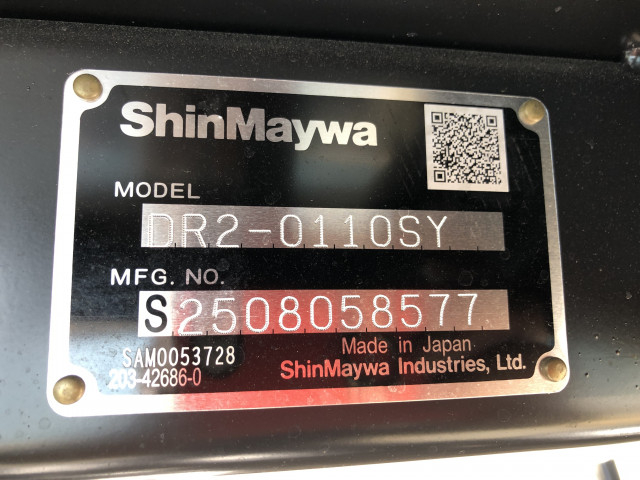 ShinMaywa
MODEL
DR2-0110SY
MFG. NO.
S2508058577
SAM0053728
203-42686-0
Made in Japan
ShinMaywa Industries, Ltd.